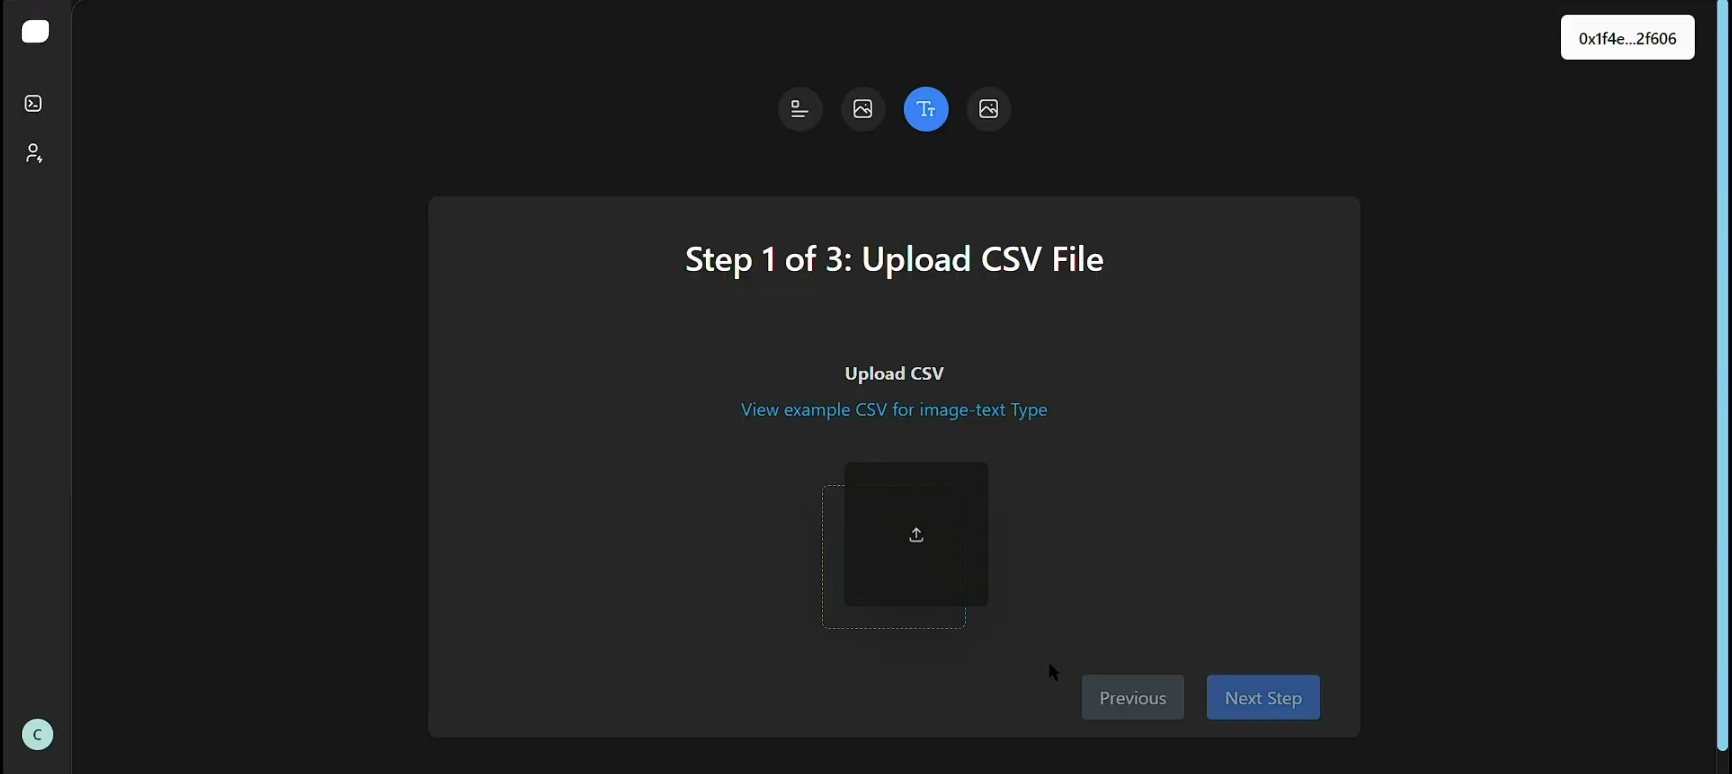 0x1f4e...2f606
Tт
Step 1 of 3: Upload CSV File
Upload CSV
View example CSV for image-text Type
Previous
Next Step
C